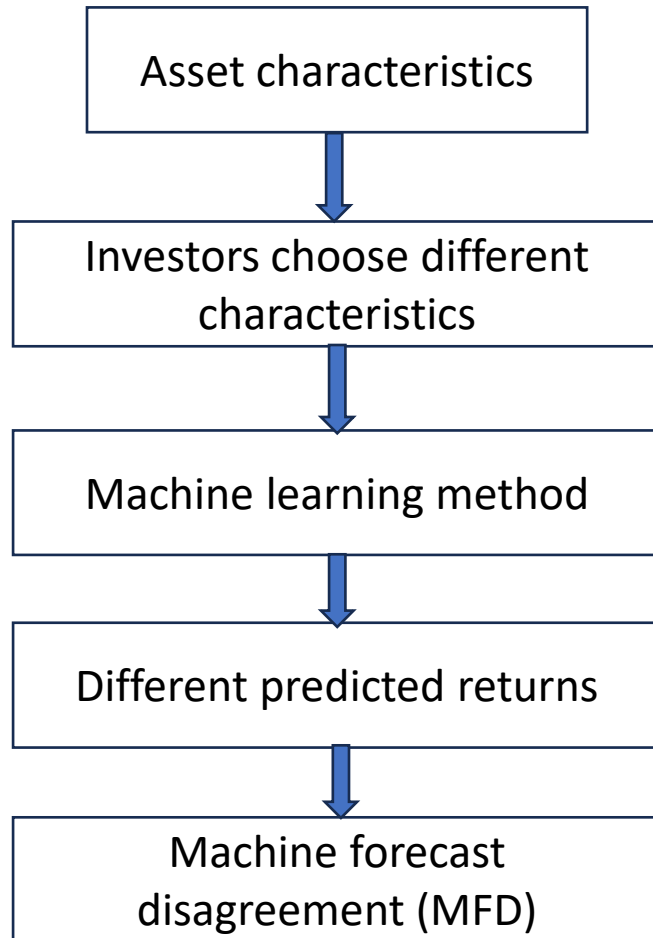 Asset characteristics
Investors choose different
characteristics
Machine learning method
Different predicted returns
Machine forecast
disagreement (MFD)